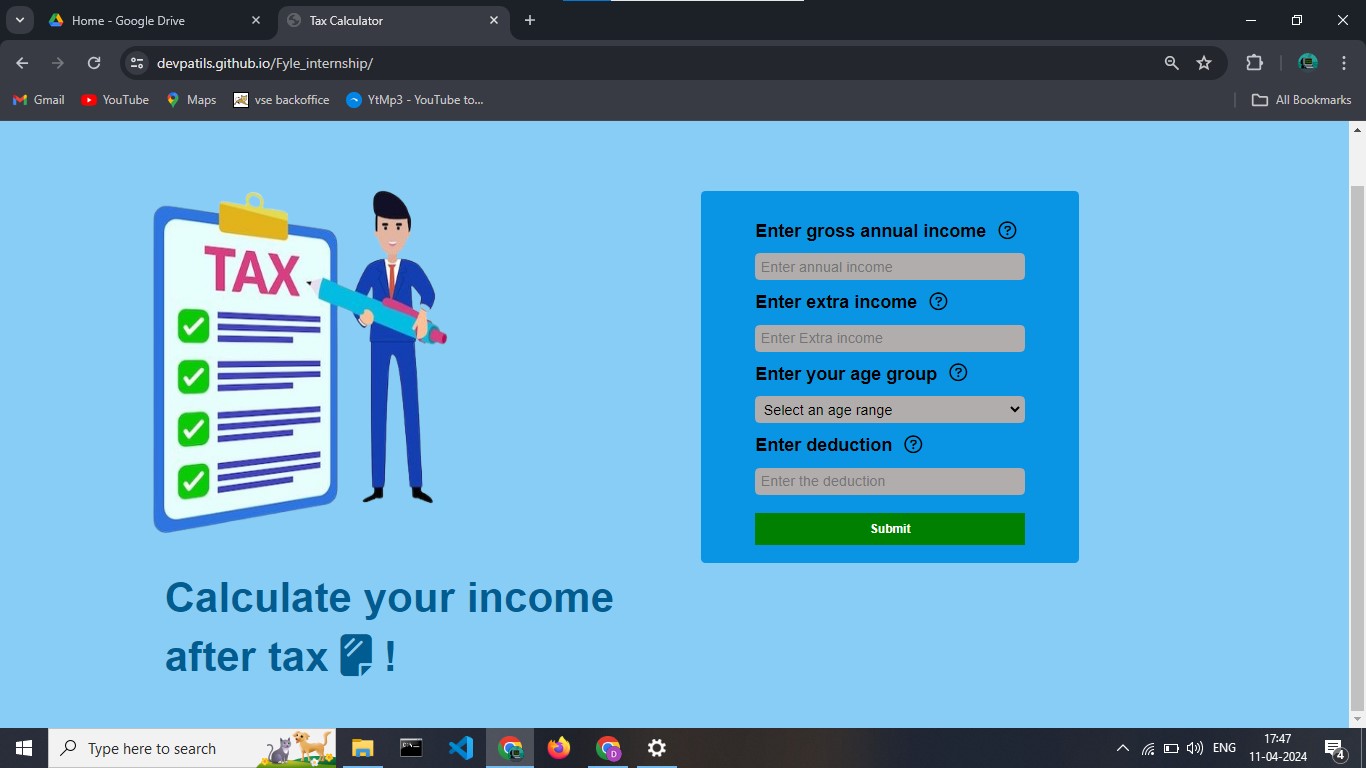 Home - Google Drive
Tax Calculator
devpatils.github.io/Fyle_internship/
Gmail
YouTube
Maps
vse backoffice
YtMp3 - YouTube to...
All Bookmarks
TAX
Calculate your income
after tax !
Enter gross annual income
Enter annual income
Enter extra income
Enter Extra income
Enter your age group
Select an age range
Enter deduction
Enter the deduction
Submit
Type here to search
ENG
17:47
11-04-2024
4